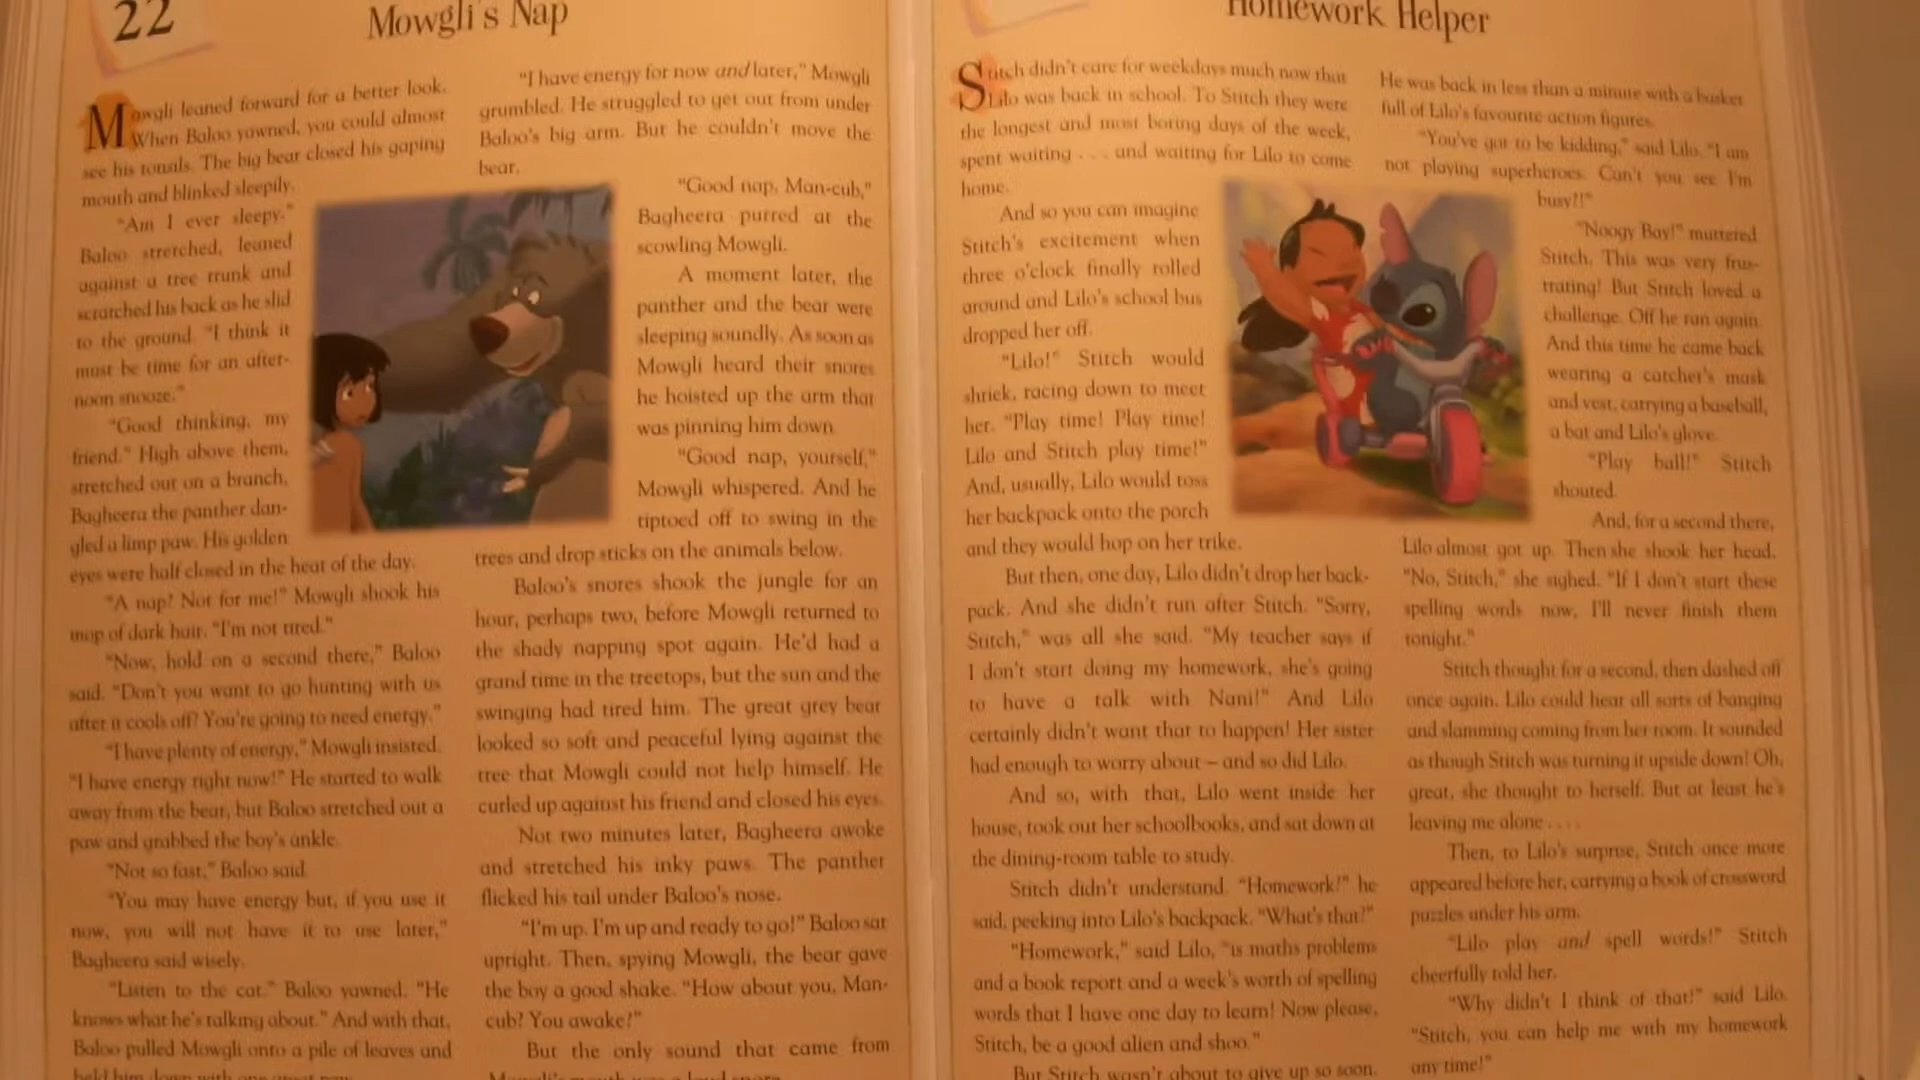 22
Mowgli's Nap
Mowgli leaned forward for a better look.
When Baloo yawned, you could almost
see his tonsils. The big bear closed his gaping
mouth and blinked sleepily.
"Am I ever sleepy."
Baloo stretched, leaned
against a tree trunk and
scratched his back as he slid
to the ground. "I think it
must be time for an after-
noon snooze."
"Good thinking, my
friend." High above them,
stretched out on a branch,
Bagheera the panther dan-
gled a limp paw. His golden
eyes were half closed in the heat of the day.
"A nap? Not for me!" Mowgli shook his
mop of dark hair. "I'm not tired."
"Now, hold on a second there," Baloo
said. "Don't you want to go hunting with us
after it cools off? You're going to need energy."
"I have plenty of energy," Mowgli insisted.
"I have energy right now!" He started to walk
away from the bear, but Baloo stretched out a
paw and grabbed the boy's ankle.
"Not so fast," Baloo said.
"You may have energy but, if you use it
now, you will not have it to use later,"
Bagheera said wisely.
"Listen to the cat." Baloo yawned. "He
knows what he's talking about." And with that,
Baloo pulled Mowgli onto a pile of leaves and
held him down with one great paw.
"I have energy for now and later," Mowgli
grumbled. He struggled to get out from under
Baloo's big arm. But he couldn't move the
bear.
"Good nap, Man-cub,"
Bagheera purred at the
scowling Mowgli.
A moment later, the
panther and the bear were
sleeping soundly. As soon as
Mowgli heard their snores
he hoisted up the arm that
was pinning him down.
"Good nap, yourself,"
Mowgli whispered. And he
tiptoed off to swing in the
trees and drop sticks on the animals below.
Baloo's snores shook the jungle for an
hour, perhaps two, before Mowgli returned to
the shady napping spot again. He'd had a
grand time in the treetops, but the sun and the
swinging had tired him. The great grey bear
looked so soft and peaceful lying against the
tree that Mowgli could not help himself. He
curled up against his friend and closed his eyes.
Not two minutes later, Bagheera awoke
and stretched his inky paws. The panther
flicked his tail under Baloo's nose.
"I'm up. I'm up and ready to go!" Baloo sat
upright. Then, spying Mowgli, the bear gave
the boy a good shake. "How about you, Man-
cub? You awake?"
But the only sound that came from
Mowgli's mouth was a loud snore.
Homework Helper
Stitch didn't care for weekdays much now that
Lilo was back in school. To Stitch they were
the longest and most boring days of the week,
spent waiting . . . and waiting for Lilo to come
home.
And so you can imagine
Stitch's excitement when
three o'clock finally rolled
around and Lilo's school bus
dropped her off.
"Lilo!" Stitch would
shriek, racing down to meet
her. "Play time! Play time!
Lilo and Stitch play time!"
And, usually, Lilo would toss
her backpack onto the porch
and they would hop on her trike.
But then, one day, Lilo didn't drop her back-
pack. And she didn't run after Stitch. "Sorry,
Stitch," was all she said. "My teacher says if
I don't start doing my homework, she's going
to have a talk with Nani!" And Lilo
certainly didn't want that to happen! Her sister
had enough to worry about – and so did Lilo.
And so, with that, Lilo went inside her
house, took out her schoolbooks, and sat down at
the dining-room table to study.
Stitch didn't understand. "Homework?" he
said, peeking into Lilo's backpack. "What's that?"
"Homework," said Lilo, "is maths problems
and a book report and a week's worth of spelling
words that I have one day to learn! Now please,
Stitch, be a good alien and shoo."
But Stitch wasn't about to give up so soon.
He was back in less than a minute with a basket
full of Lilo's favourite action figures.
"You've got to be kidding," said Lilo. "I am
not playing superheroes. Can't you see I'm
busy?!"
"Noogy Bay!" muttered
Stitch. This was very frus-
trating! But Stitch loved a
challenge. Off he ran again.
And this time he came back
wearing a catcher's mask
and vest, carrying a baseball,
a bat and Lilo's glove.
"Play ball!" Stitch
shouted.
And, for a second there,
Lilo almost got up. Then she shook her head.
"No, Stitch," she sighed. "If I don't start these
spelling words now, I'll never finish them
tonight."
Stitch thought for a second, then dashed off
once again. Lilo could hear all sorts of banging
and slamming coming from her room. It sounded
as though Stitch was turning it upside down! Oh,
great, she thought to herself. But at least he's
leaving me alone . . . .
Then, to Lilo's surprise, Stitch once more
appeared before her, carrying a book of crossword
puzzles under his arm.
"Lilo play and spell words!" Stitch
cheerfully told her.
"Why didn't I think of that?" said Lilo.
"Stitch, you can help me with my homework
any time!"